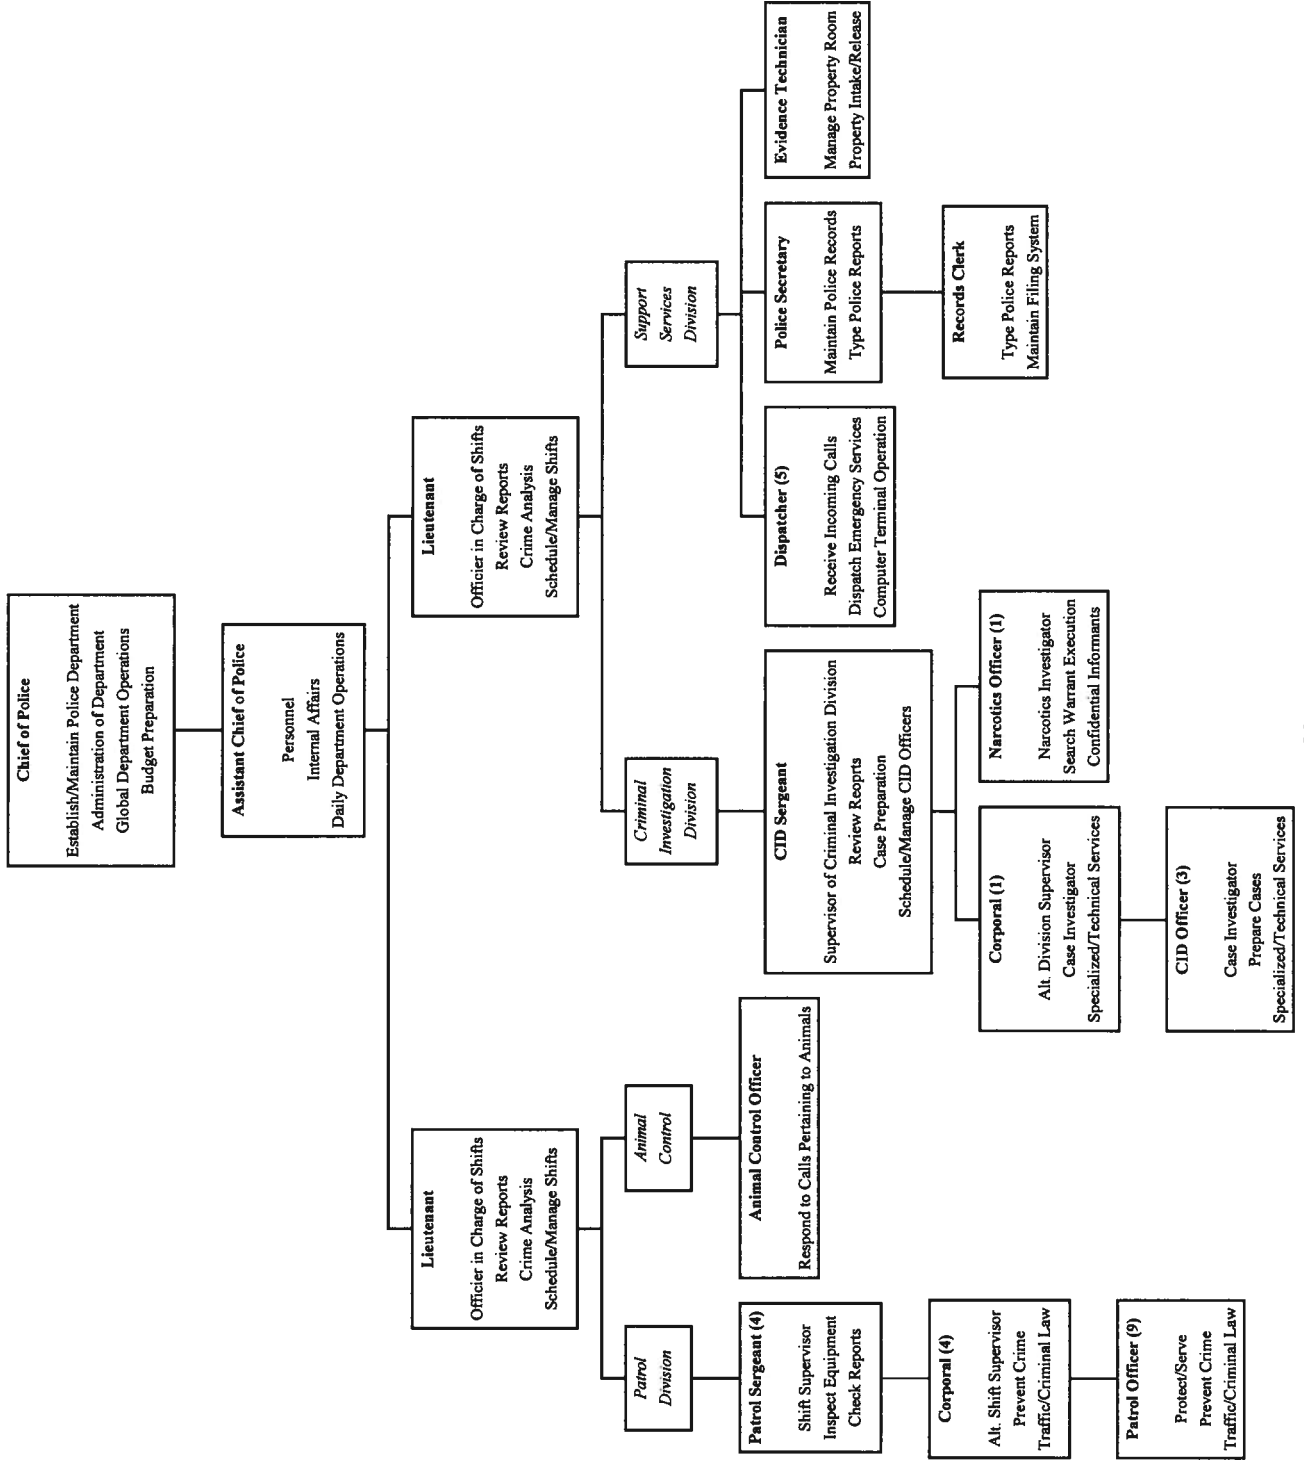 Chief of Police
Establish/Maintain Police Department
Administration of Department
Global Department Operations
Budget Preparation
Assistant Chief of Police
Personnel
Internal Affairs
Daily Department Operations
Lieutenant
Officier in Charge of Shifts
Review Reports
Crime Analysis
Schedule/Manage Shifts
Lieutenant
Officier in Charge of Shifts
Review Reports
Crime Analysis
Schedule/Manage Shifts
Patrol
Division
Animal
Control
Criminal
Investigation
Division
Support
Services
Division
Patrol Sergeant (4)
Shift Supervisor
Inspect Equipment
Check Reports
Corporal (4)
Alt. Shift Supervisor
Prevent Crime
Traffic/Criminal Law
Patrol Officer (9)
Protect/Serve
Prevent Crime
Traffic/Criminal Law
Animal Control Officer
Respond to Calls Pertaining to Animals
CID Sergeant
Supervisor of Criminal Investigation Division
Review Reoprts
Case Preparation
Schedule/Manage CID Officers
Corporal (1)
Alt. Division Supervisor
Case Investigator
Specialized/Technical Services
CID Officer (3)
Case Investigator
Prepare Cases
Specialized/Technical Services
Narcotics Officer (1)
Narcotics Investigator
Search Warrant Execution
Confidential Informants
Dispatcher (5)
Receive Incoming Calls
Dispatch Emergency Services
Computer Terminal Operation
Police Secretary
Maintain Police Records
Type Police Reports
Records Clerk
Type Police Reports
Maintain Filing System
Evidence Technician
Manage Property Room
Property Intake/Release